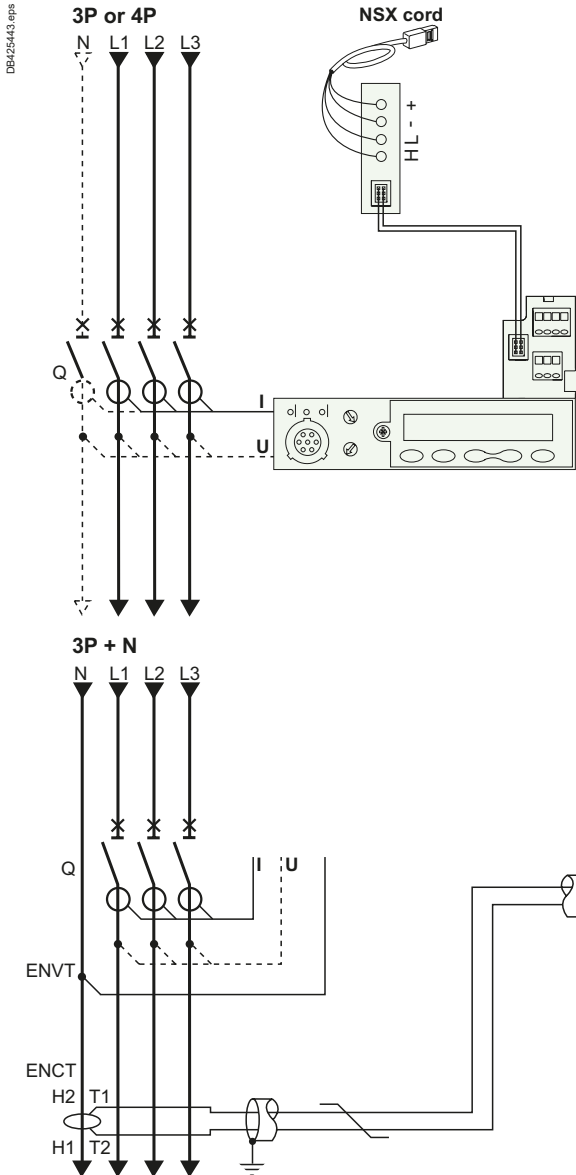 DB425443.eps
3P or 4P
N L1 L2 L3
NSX cord
H L - +
Q
I
U
3P + N
N L1 L2 L3
Q
I U
ENVT
ENCT
H2 T1
H1 T2